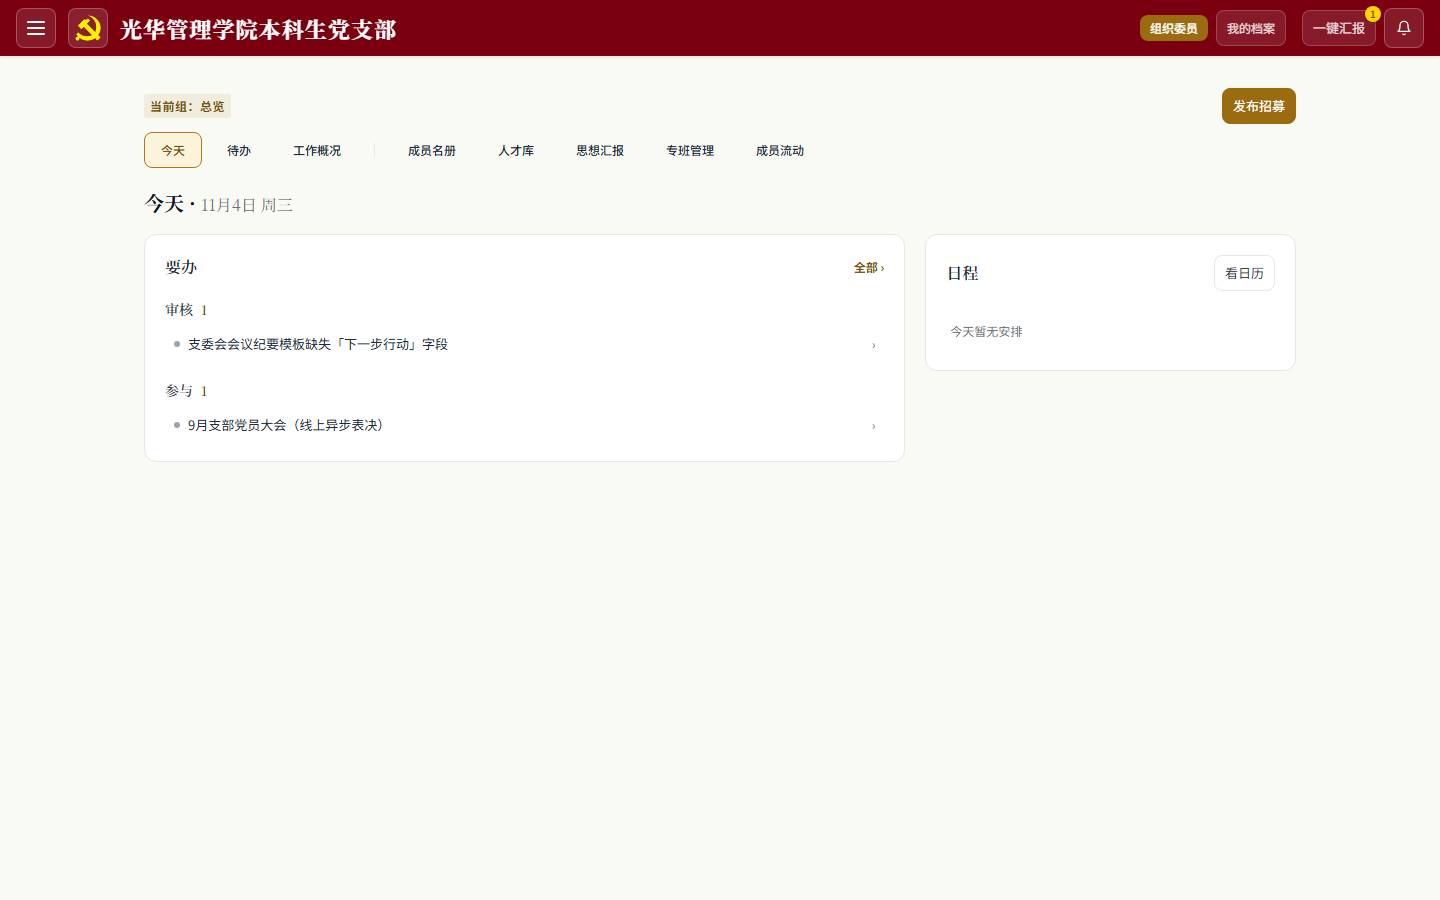 光华管理学院本科生党支部
组织委员
我的档案
一键汇报
1
当前组：总览
发布招募
今天
待办
工作概况
成员名册
人才库
思想汇报
专班管理
成员流动
今天 · 11月4日 周三
要办
全部 ›
审核 1
支委会会议纪要模板缺失「下一步行动」字段 ›
参与 1
9月支部党员大会（线上异步表决） ›
日程
看日历
今天暂无安排